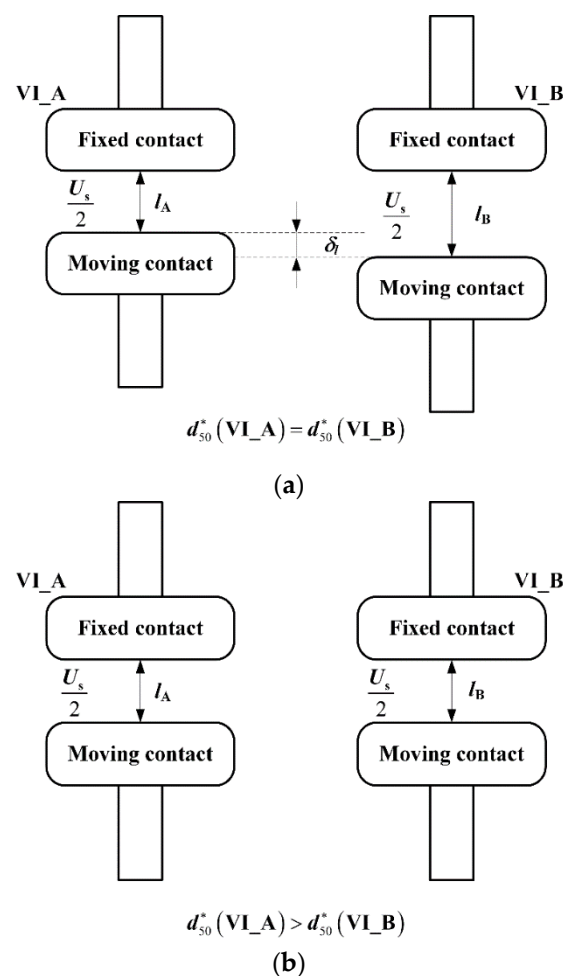 VI_A VI_B
Fixed contact Fixed contact
U_s/2 l_A U_s/2 l_B
δ_l
Moving contact Moving contact
d*_50(VI_A)=d*_50(VI_B)
(a)
VI_A VI_B
Fixed contact Fixed contact
U_s/2 l_A U_s/2 l_B
Moving contact Moving contact
d*_50(VI_A)>d*_50(VI_B)
(b)